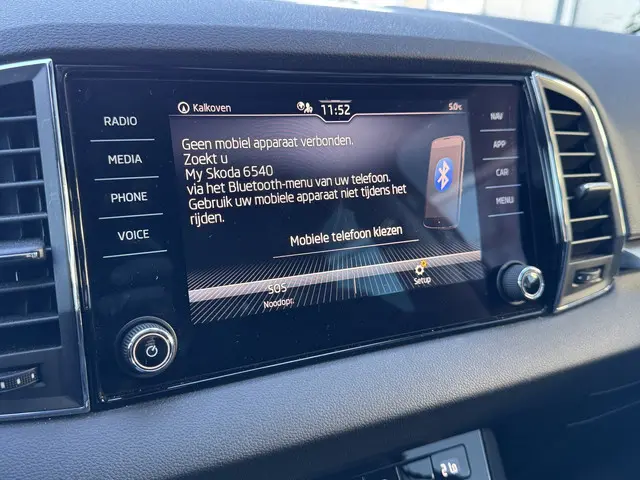 Kalkoven
11:52
5.0°C
RADIO
MEDIA
PHONE
VOICE
Geen mobiel apparaat verbonden.
Zoekt u
My Skoda 6540
via het Bluetooth-menu van uw telefoon.
Gebruik uw mobiele apparaat niet tijdens het
rijden.
Mobiele telefoon kiezen
SOS
Noodopr.
Setup
NAV
APP
CAR
MENU